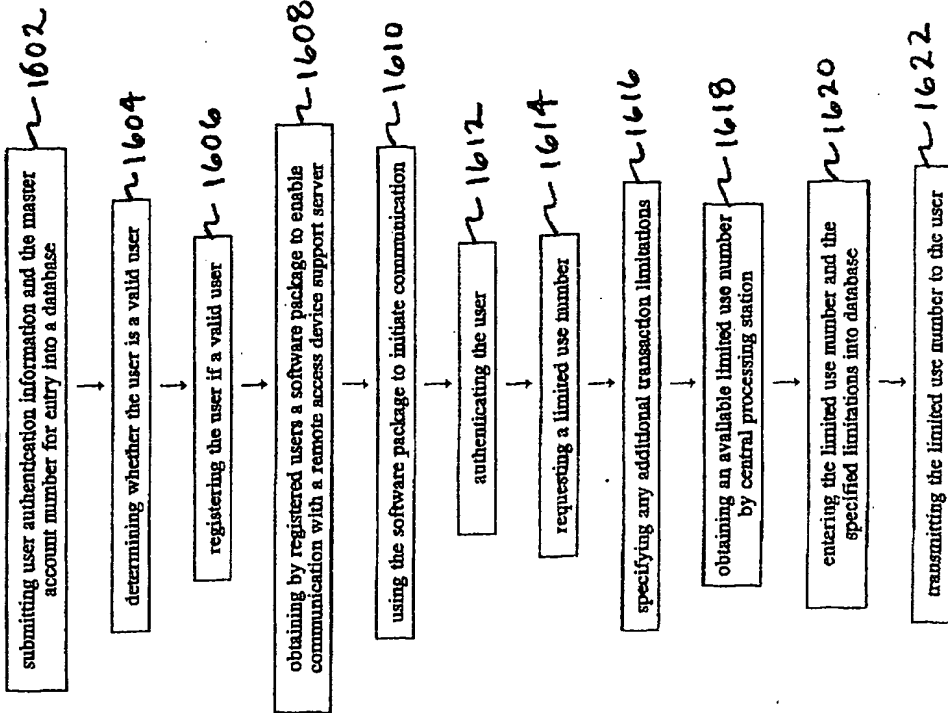 submitting user authentication information and the master
account number for entry into a database
1602
determining whether the user is a valid user
1604
registering the user if a valid user
1606
obtaining by registered users a software package to enable
communication with a remote access device support server
1608
using the software package to initiate communication
1610
authenticating the user
1612
requesting a limited use number
1614
specifying any additional transaction limitations
1616
obtaining an available limited use number
by central processing station
1618
entering the limited use number and the
specified limitations into database
1620
transmitting the limited use number to the user
1622